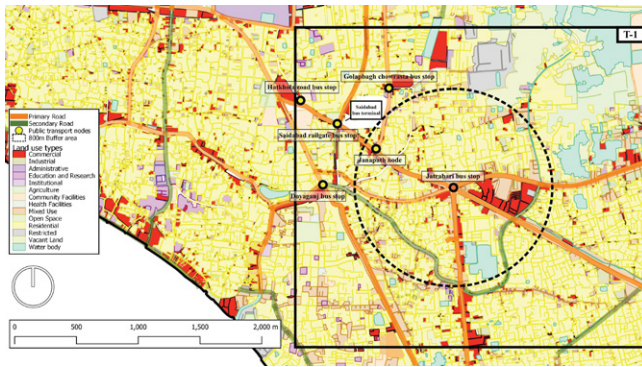 T-1
Golapbagh chowrasta bus stop
Hatkhola road bus stop
Saidabad
bus terminal
Saidabad railgate bus stop
Janapath node
Doyaganj bus stop
Jatrabari bus stop
Primary Road
Secondary Road
Public transport nodes
800m Buffer area
Land use types
Commercial
Industrial
Administrative
Education and Research
Institutional
Agriculture
Community Facilities
Health Facilities
Mixed Use
Open Space
Residential
Restricted
Vacant Land
Water body
0 500 1,000 1,500 2,000 m